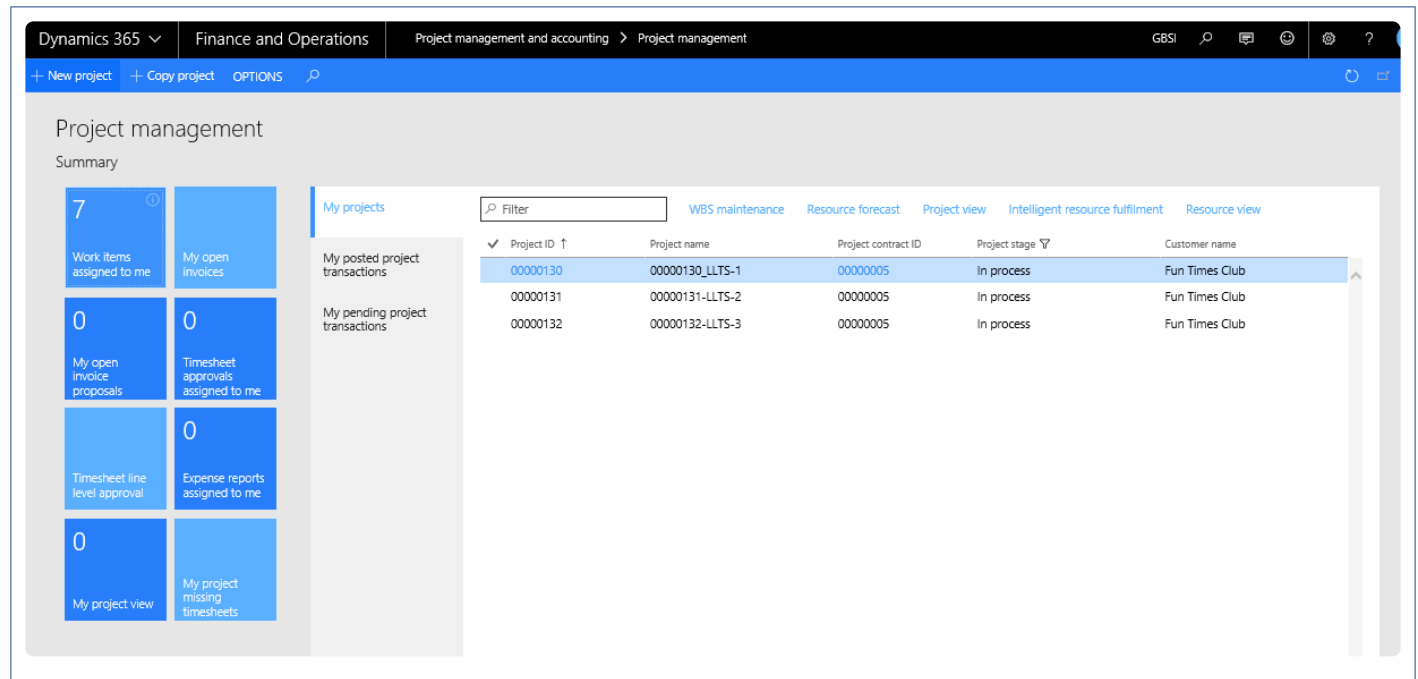 Dynamics 365 Finance and Operations Project management and accounting > Project management GBSI ?
+ New project + Copy project OPTIONS
Project management
Summary
7
Work items
assigned to me
My open
invoices
0
My open
invoice
proposals
0
Timesheet
approvals
assigned to me
Timesheet line
level approval
0
Expense reports
assigned to me
0
My project view
My project
missing
timesheets
My projects
My posted project
transactions
My pending project
transactions
Filter WBS maintenance Resource forecast Project view Intelligent resource fulfilment Resource view
Project ID ↑ Project name Project contract ID Project stage Customer name
00000130 00000130_LLTS-1 00000005 In process Fun Times Club
00000131 00000131-LLTS-2 00000005 In process Fun Times Club
00000132 00000132-LLTS-3 00000005 In process Fun Times Club